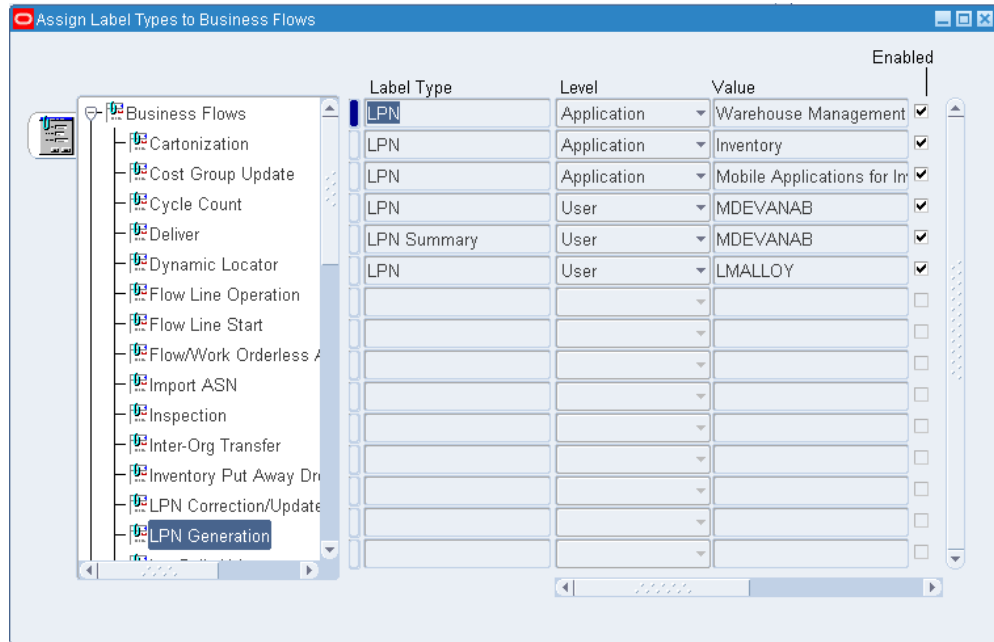 Assign Label Types to Business Flows
Enabled
Label Type Level Value
Business Flows
Cartonization
Cost Group Update
Cycle Count
Deliver
Dynamic Locator
Flow Line Operation
Flow Line Start
Flow/Work Orderless
Import ASN
Inspection
Inter-Org Transfer
Inventory Put Away
LPN Correction/Update
LPN Generation
LPN Application Warehouse Management
LPN Application Inventory
LPN Application Mobile Applications for
LPN User MDEVANAB
LPN Summary User MDEVANAB
LPN User LMALLOY